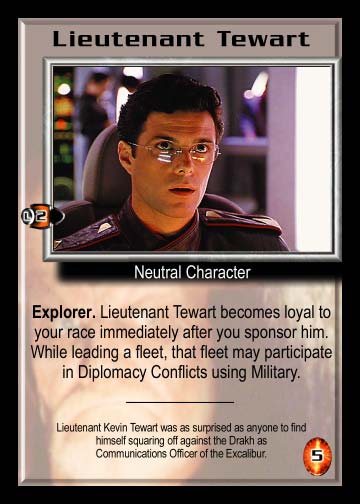 Lieutenant Tewart
L 2
Neutral Character
Explorer. Lieutenant Tewart becomes loyal to
your race immediately after you sponsor him.
While leading a fleet, that fleet may participate
in Diplomacy Conflicts using Military.
Lieutenant Kevin Tewart was as surprised as anyone to find
himself squaring off against the Drakh as
Communications Officer of the Excalibur.
5